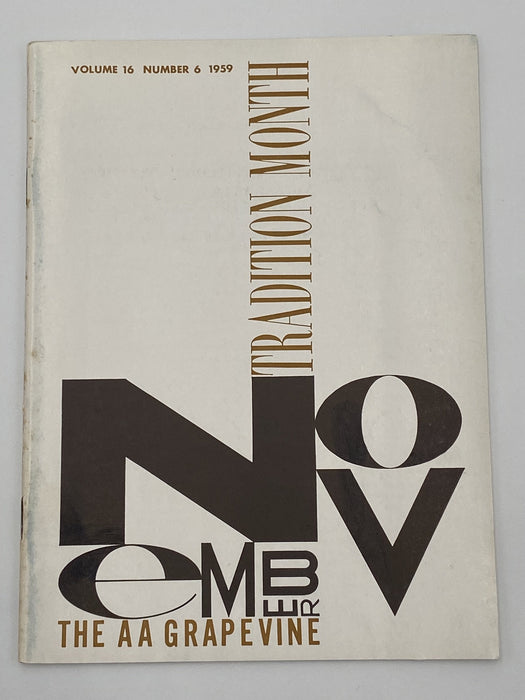 VOLUME 16 NUMBER 6 1959
TRADITION MONTH
NOV
eMBER
THE AA GRAPEVINE